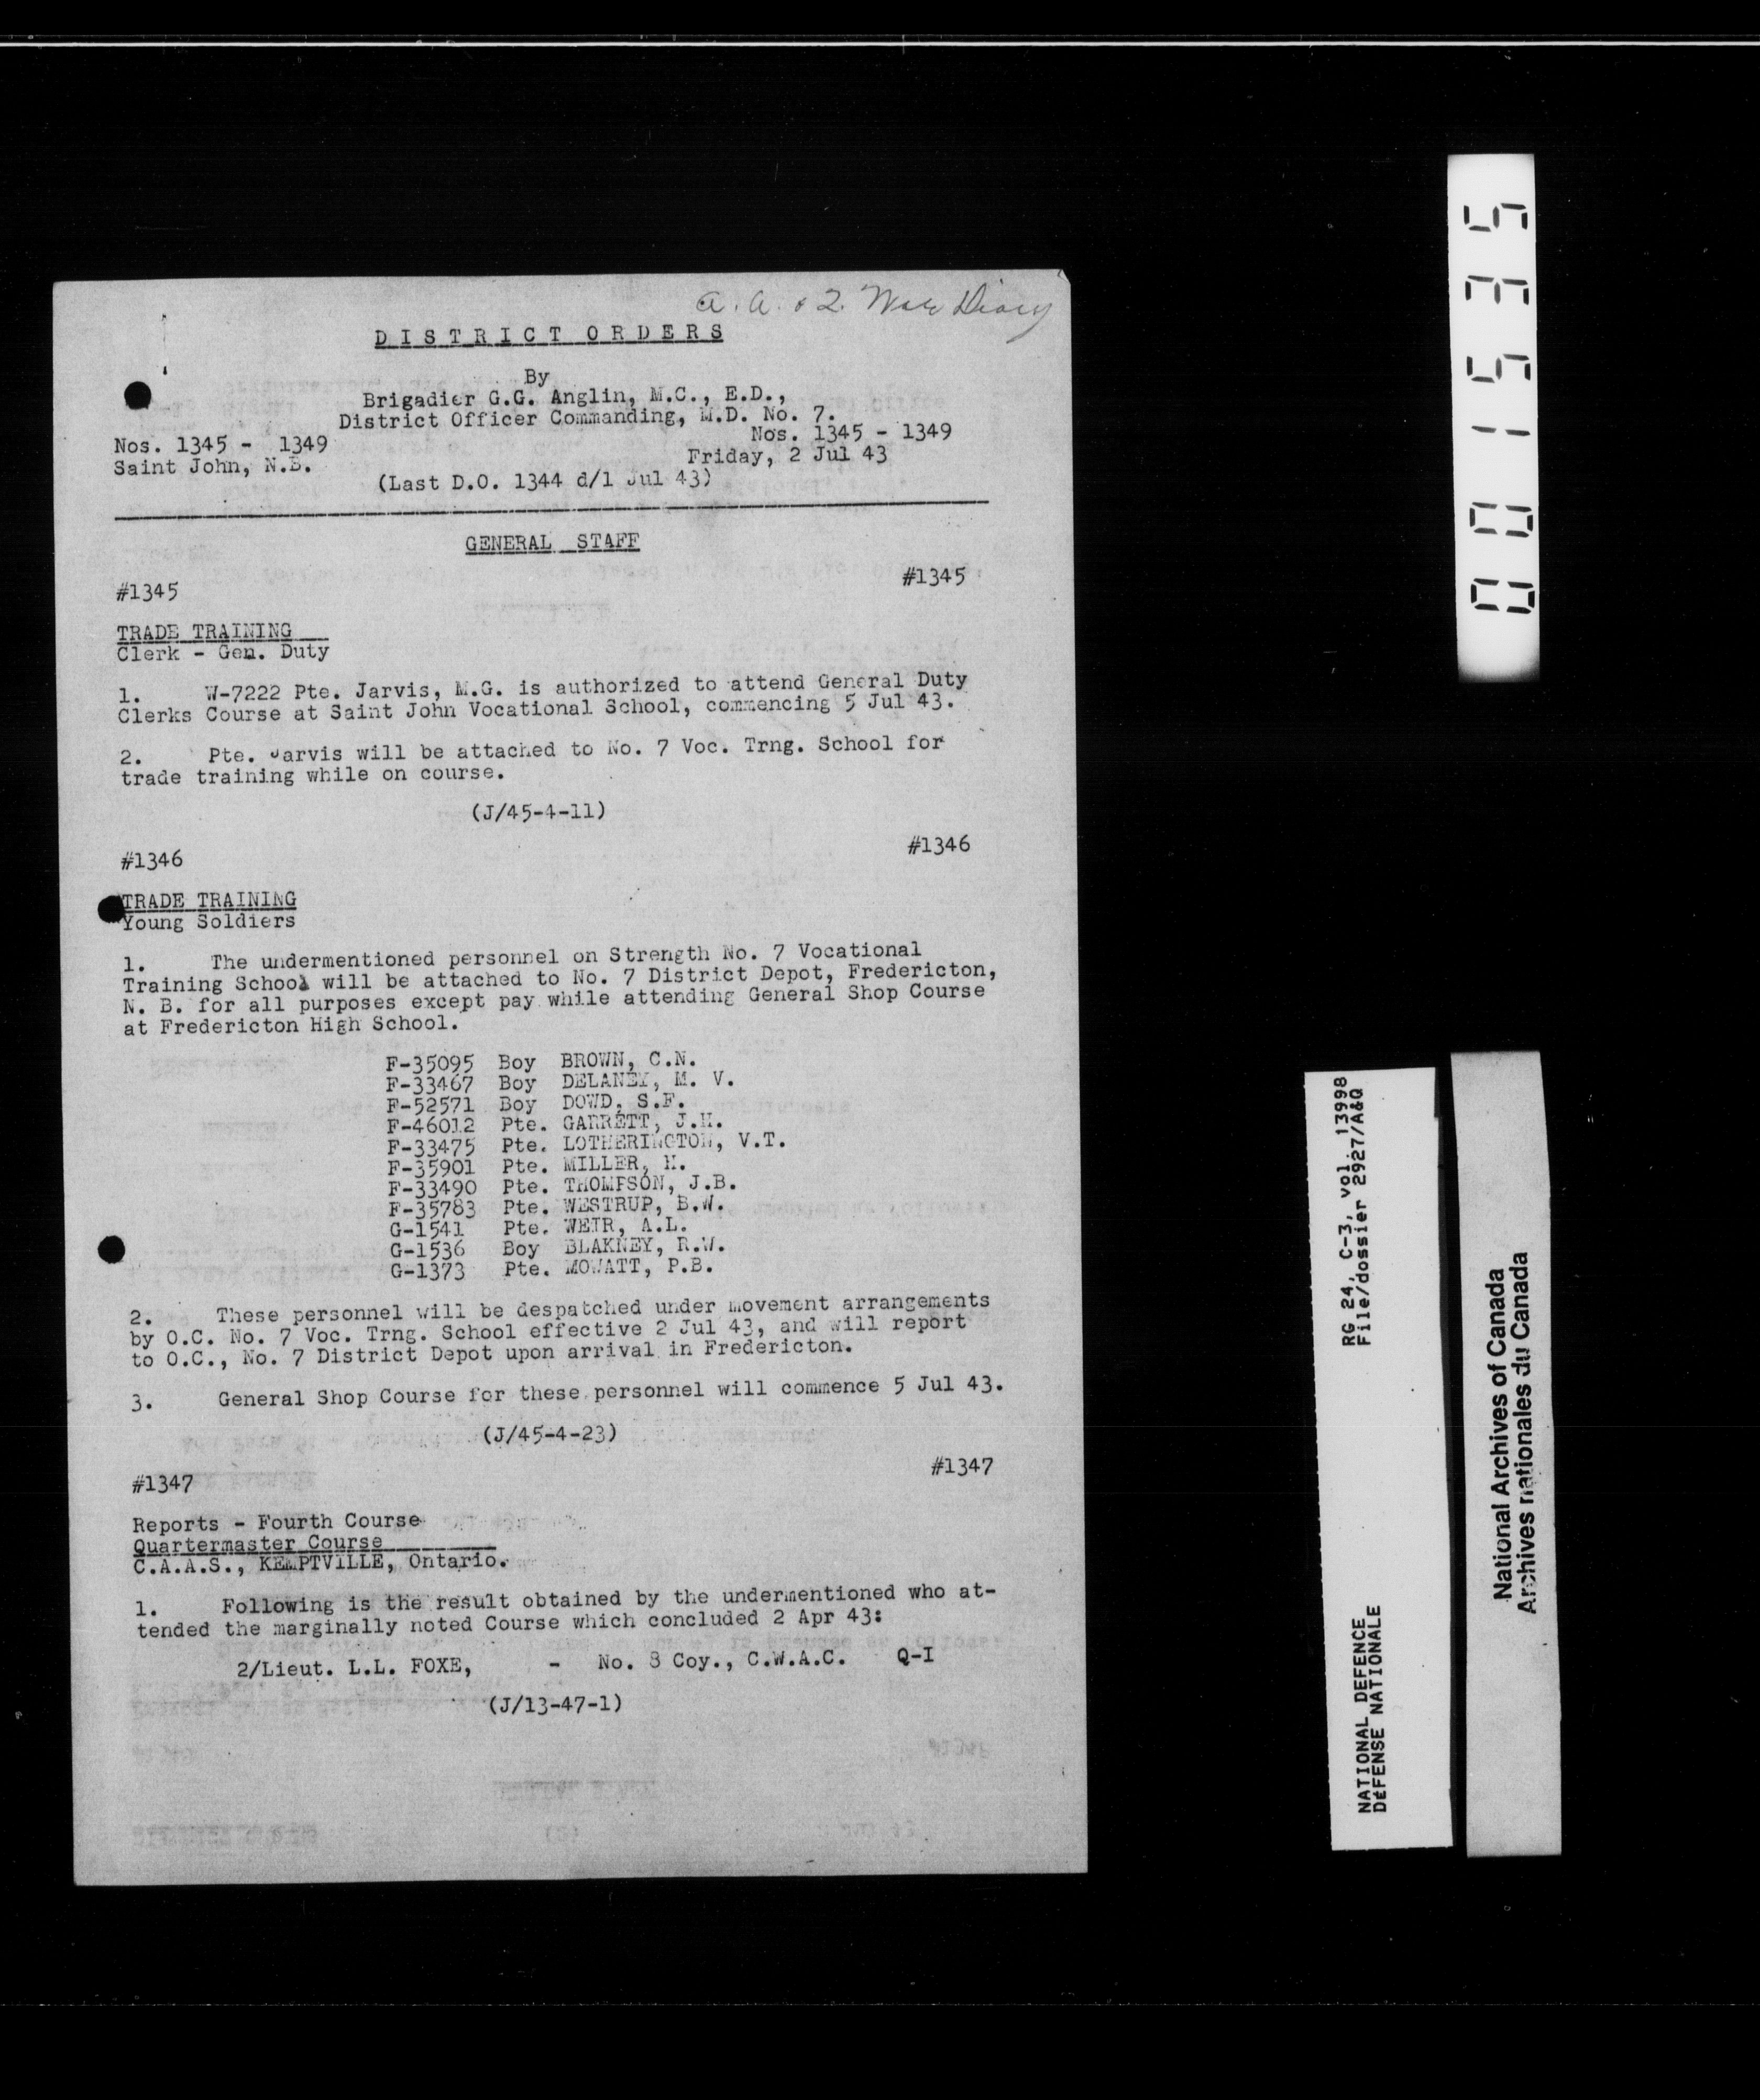 a. a. & Q. War Diary
DISTRICT ORDERS
By
Brigadier G.G. Anglin, M.C., E.D.,
District Officer Commanding, M.D. No. 7.
Nos. 1345 - 1349
Nos. 1345 - 1349
Saint John, N.B.
Friday, 2 Jul 43
(Last D.O. 1344 d/1 Jul 43)
GENERAL STAFF
#1345
#1345
TRADE TRAINING
Clerk - Gen. Duty
1. W-7222 Pte. Jarvis, M.G. is authorized to attend General Duty
Clerks Course at Saint John Vocational School, commencing 5 Jul 43.
2. Pte. Jarvis will be attached to No. 7 Voc. Trng. School for
trade training while on course.
(J/45-4-11)
#1346
#1346
TRADE TRAINING
Young Soldiers
1. The undermentioned personnel on Strength No. 7 Vocational
Training School will be attached to No. 7 District Depot, Fredericton,
N. B. for all purposes except pay while attending General Shop Course
at Fredericton High School.
F-35095 Boy BROWN, C.N.
F-33467 Boy DELANEY, M. V.
F-52571 Boy DOWD, S.F.
F-46012 Pte. GARRETT, J.H.
F-33475 Pte. LOTHERINGTON, V.T.
F-35901 Pte. MILLER, H.
F-33490 Pte. THOMPSON, J.B.
F-35783 Pte. WESTRUP, B.W.
G-1541 Pte. WEIR, A.L.
G-1536 Boy BLAKNEY, R.W.
G-1373 Pte. MOWATT, P.B.
2. These personnel will be despatched under movement arrangements
by O.C. No. 7 Voc. Trng. School effective 2 Jul 43, and will report
to O.C., No. 7 District Depot upon arrival in Fredericton.
3. General Shop Course for these personnel will commence 5 Jul 43.
(J/45-4-23)
#1347
#1347
Reports - Fourth Course
Quartermaster Course
C.A.A.S., KEMPTVILLE, Ontario.
1. Following is the result obtained by the undermentioned who at-
tended the marginally noted Course which concluded 2 Apr 43:
2/Lieut. L.L. FOXE, - No. 8 Coy., C.W.A.C. Q-I
(J/13-47-1)
001535
RG 24, C-3, vol. 13998
File/dossier 2927/A&Q
NATIONAL DEFENCE
DéFENSE NATIONALE
National Archives of Canada
Archives nationales du Canada